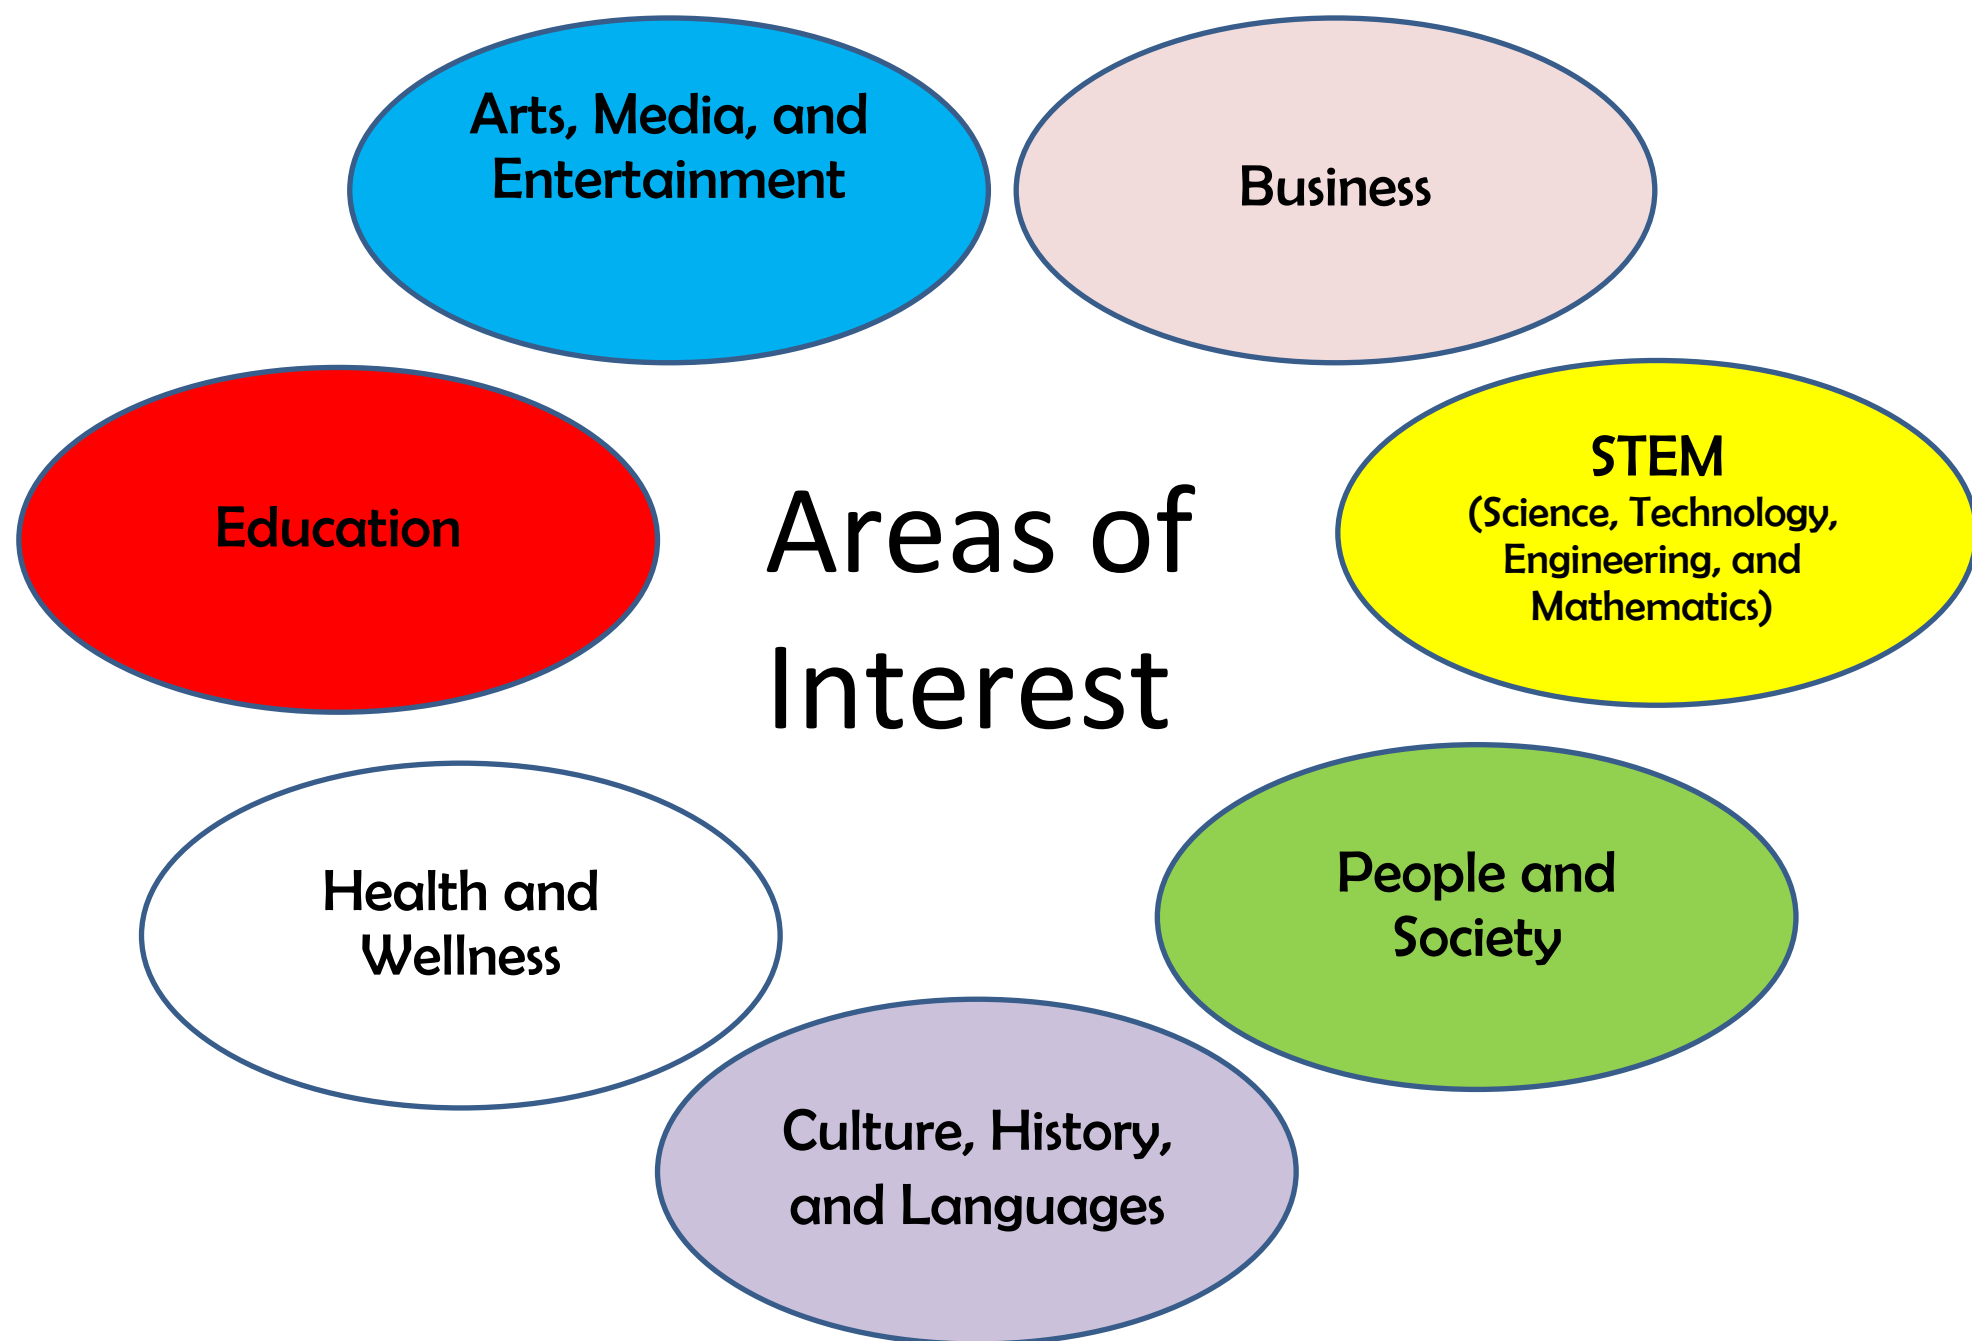 Arts, Media, and
Entertainment
Business
Education
Areas of
Interest
STEM
(Science, Technology,
Engineering, and
Mathematics)
Health and
Wellness
People and
Society
Culture, History,
and Languages